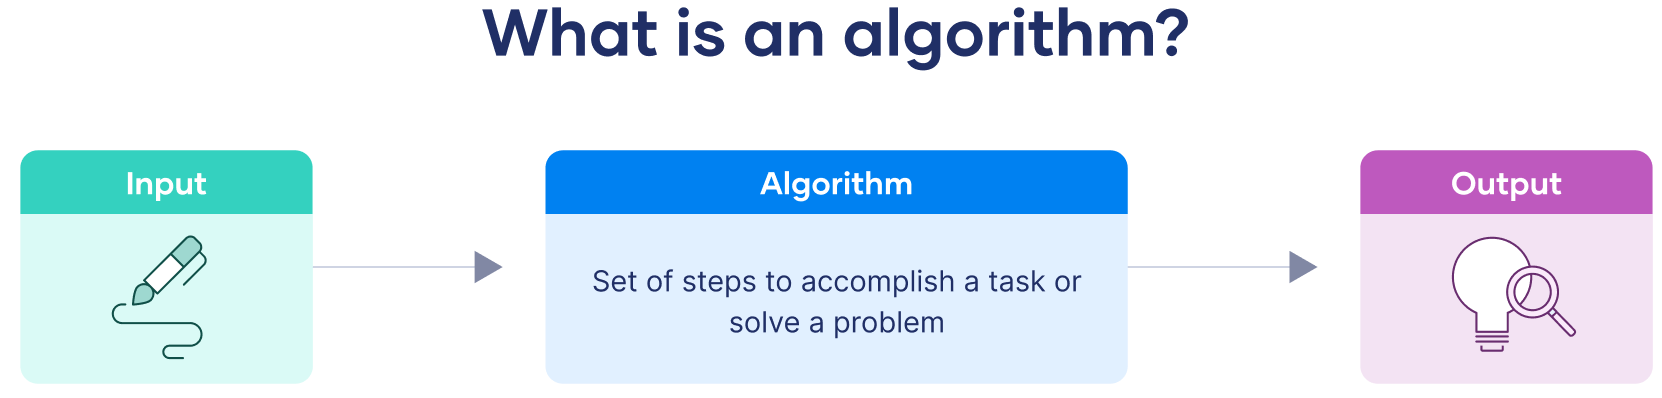 What is an algorithm?
Input
Algorithm
Output
Set of steps to accomplish a task or
solve a problem